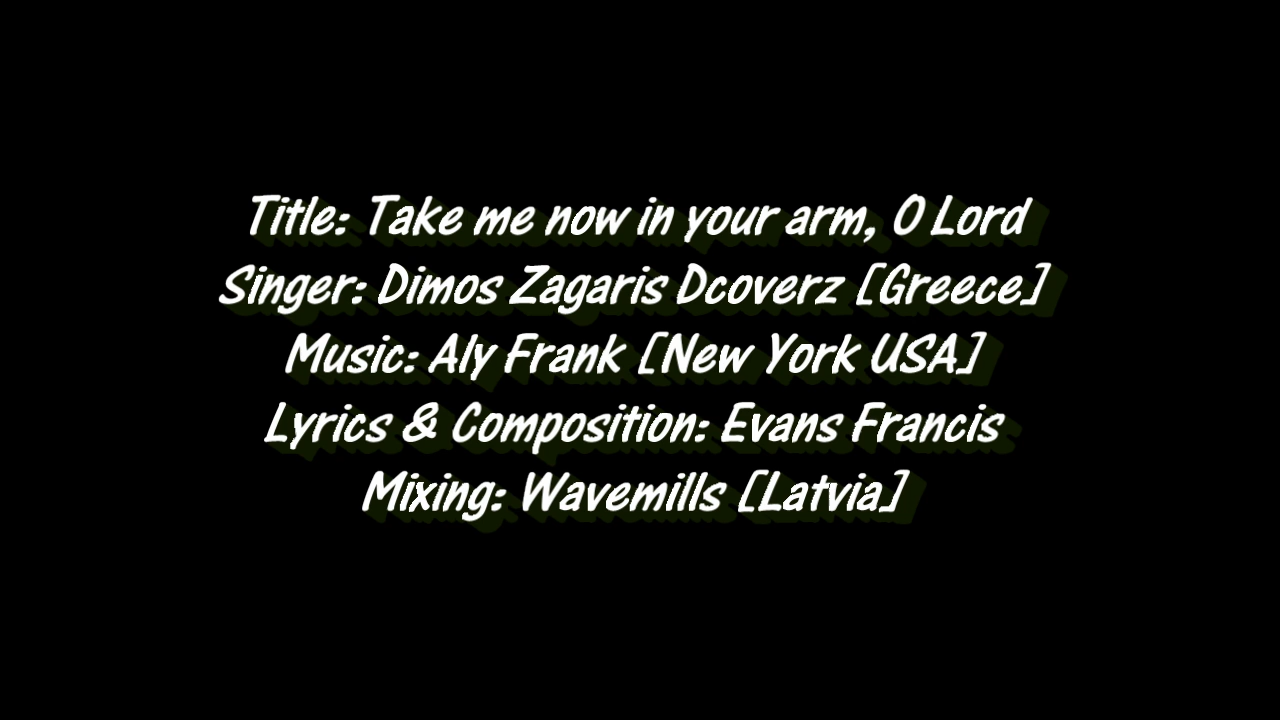 Title: Take me now in your arm, O Lord
Singer: Dimos Zagaris Dcoverz [Greece]
Music: Aly Frank [New York USA]
Lyrics & Composition: Evans Francis
Mixing: Wavemills [Latvia]